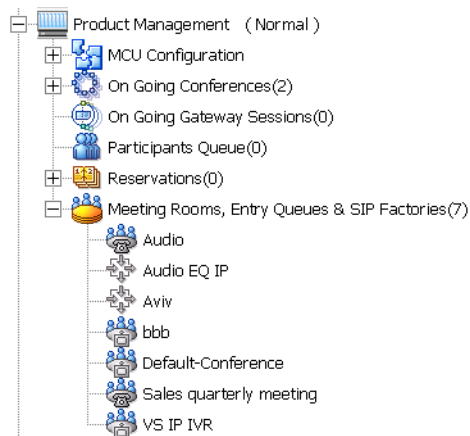 Product Management (Normal)
MCU Configuration
On Going Conferences(2)
On Going Gateway Sessions(0)
Participants Queue(0)
Reservations(0)
Meeting Rooms, Entry Queues & SIP Factories(7)
Audio
Audio EQ IP
Aviv
bbb
Default-Conference
Sales quarterly meeting
VS IP IVR